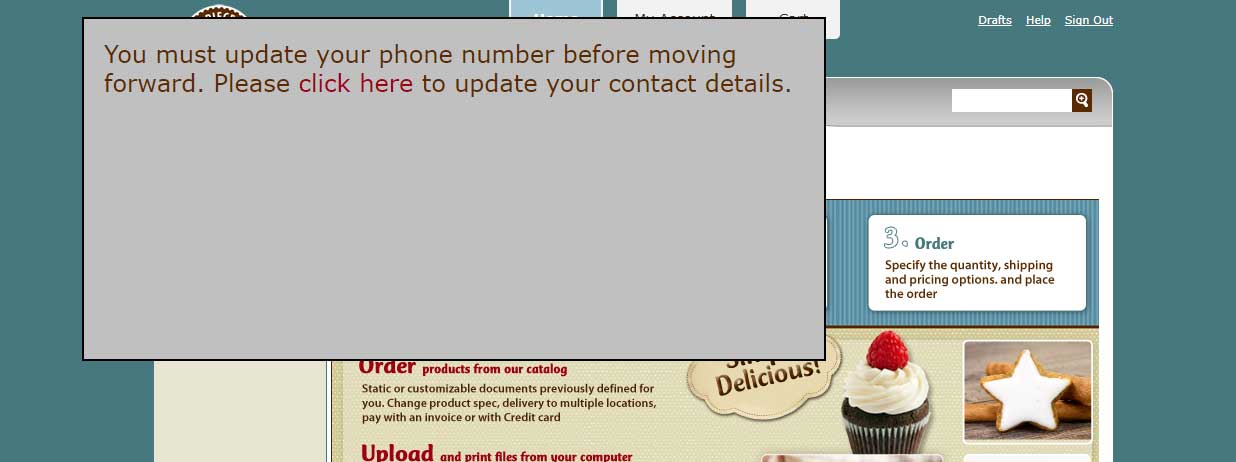 Drafts Help Sign Out
You must update your phone number before moving
forward. Please click here to update your contact details.
3. Order
Specify the quantity, shipping
and pricing options. and place
the order
Order products from our catalog
Static or customizable documents previously defined for
you. Change product spec, delivery to multiple locations,
pay with an invoice or with Credit card
Delicious!
Upload and print files from your computer